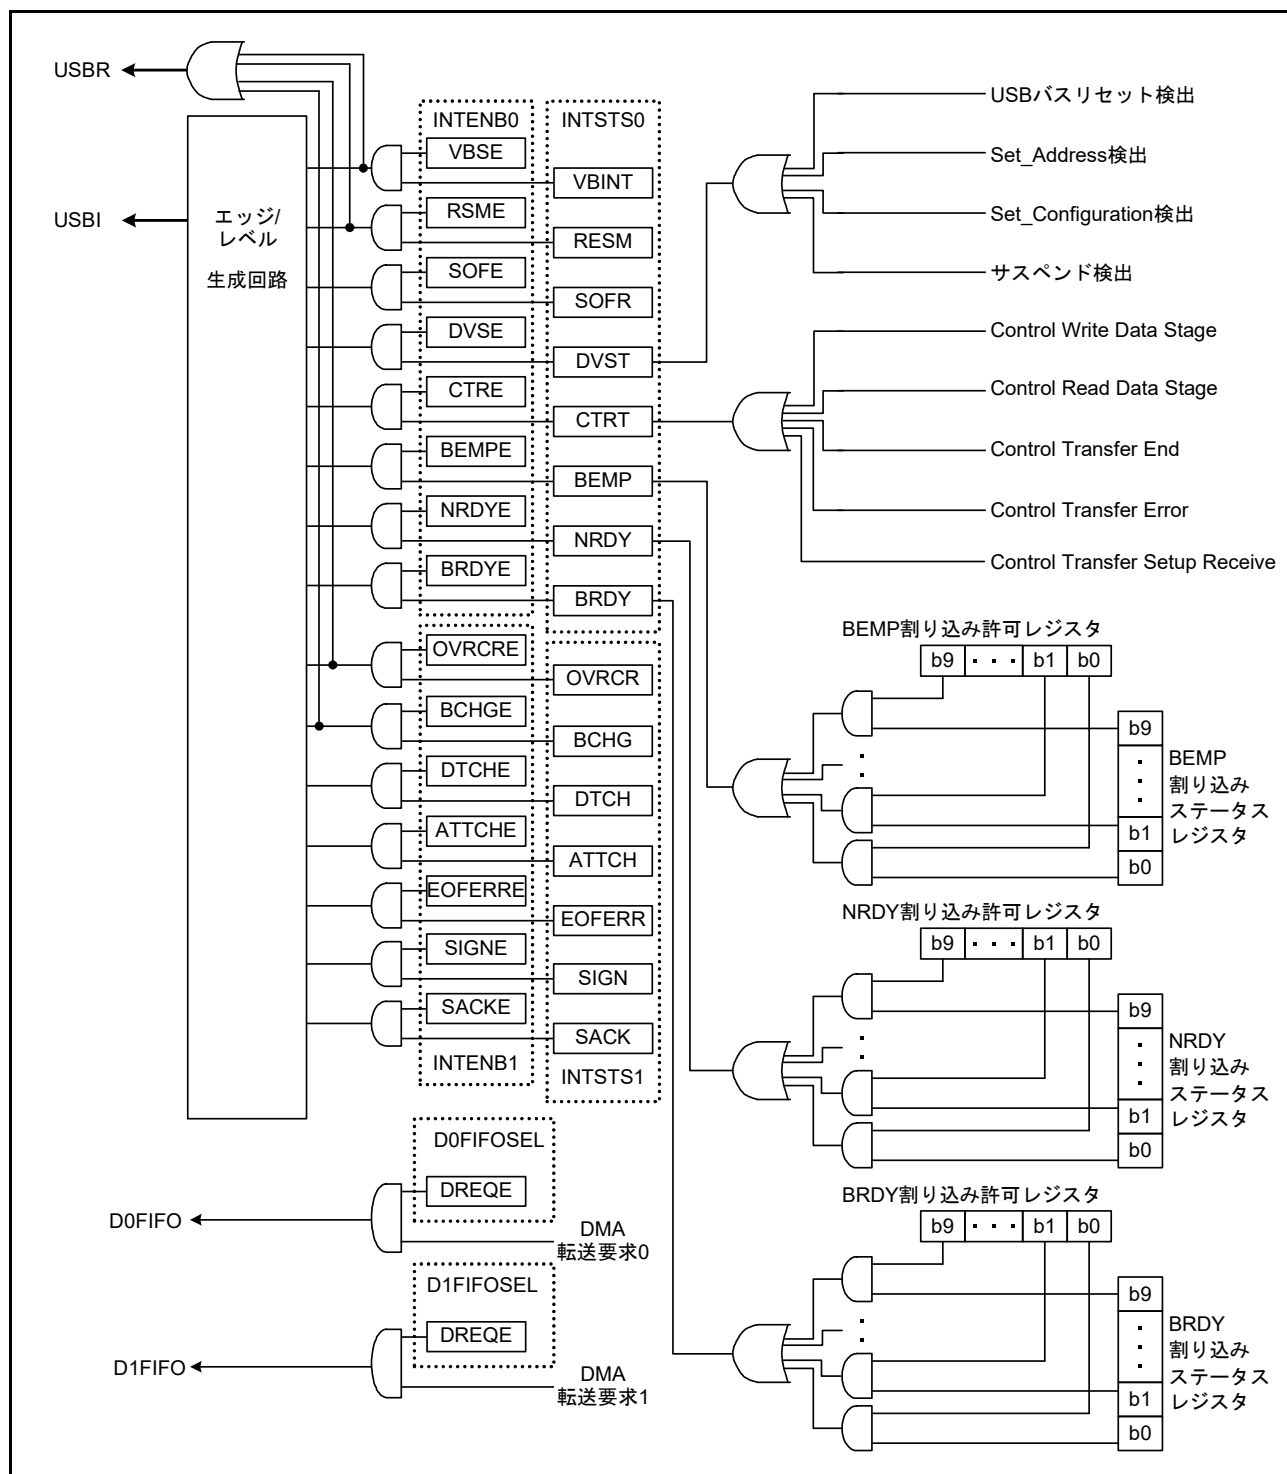 USBR
USBI
エッジ/
レベル
生成回路
INTENB0
VBSE
RSME
SOFE
DVSE
CTRE
BEMPE
NRDYE
BRDYE
OVRCRE
BCHGE
DTCHE
ATTCHE
EOFERRE
SIGNE
SACKE
INTENB1
INTSTS0
VBINT
RESM
SOFR
DVST
CTRT
BEMP
NRDY
BRDY
OVRCR
BCHG
DTCH
ATTCH
EOFERR
SIGN
SACK
INTSTS1
USBバスリセット検出
Set_Address検出
Set_Configuration検出
サスペンド検出
Control Write Data Stage
Control Read Data Stage
Control Transfer End
Control Transfer Error
Control Transfer Setup Receive
BEMP割り込み許可レジスタ
b9 ・・・ b1 b0
b9
BEMP
割り込み
ステータス
レジスタ
b1
b0
NRDY割り込み許可レジスタ
b9 ・・・ b1 b0
b9
NRDY
割り込み
ステータス
レジスタ
b1
b0
BRDY割り込み許可レジスタ
b9 ・・・ b1 b0
b9
BRDY
割り込み
ステータス
レジスタ
b1
b0
D0FIFOSEL
DREQE
D0FIFO
DMA
転送要求0
D1FIFOSEL
DREQE
D1FIFO
DMA
転送要求1